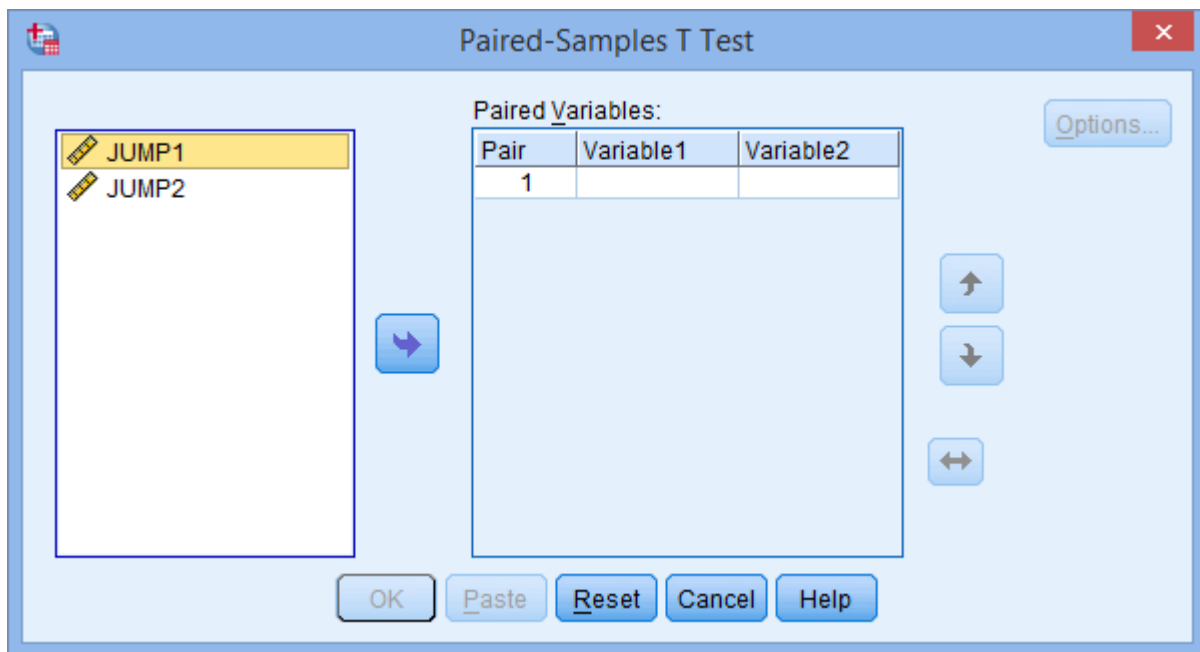 Paired-Samples T Test
Paired Variables:
Options...
JUMP1
JUMP2
Pair Variable1 Variable2
1
OK Paste Reset Cancel Help